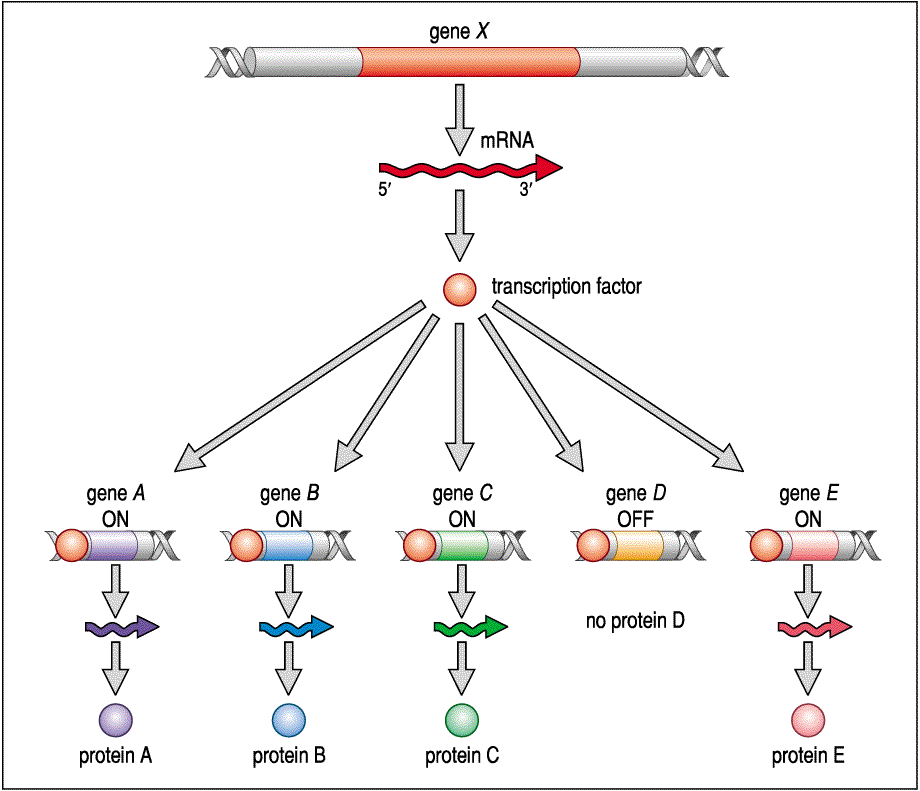 gene X
mRNA
5′ 3′
transcription factor
gene A gene B gene C gene D gene E
ON ON ON OFF ON
no protein D
protein A protein B protein C protein E